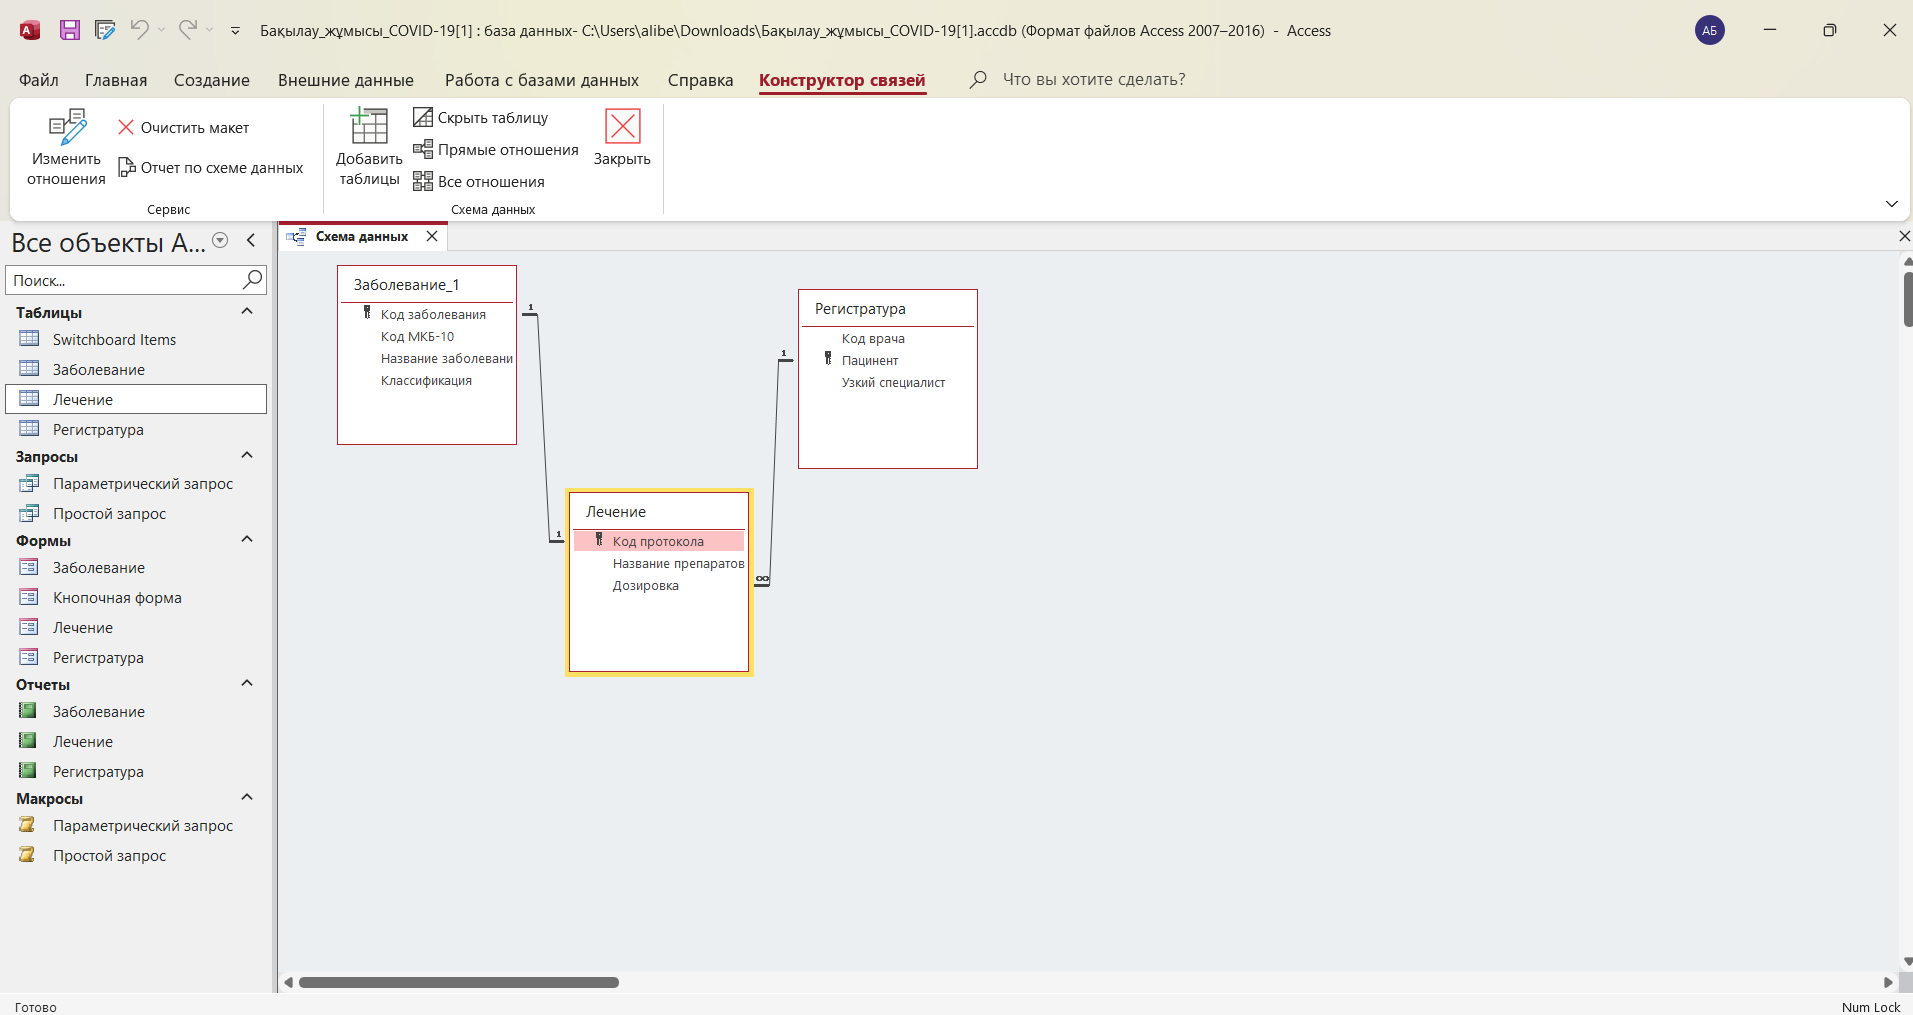 Бақылау_жұмысы_COVID-19[1] : база данных- C:\Users\alibe\Downloads\Бақылау_жұмысы_COVID-19[1].accdb (Формат файлов Access 2007–2016) - Access
АБ
Файл Главная Создание Внешние данные Работа с базами данных Справка Конструктор связей Что вы хотите сделать?
Изменить отношения
Очистить макет
Отчет по схеме данных
Сервис
Добавить таблицы
Скрыть таблицу
Прямые отношения
Все отношения
Закрыть
Схема данных
Все объекты A...
Поиск...
Таблицы
Switchboard Items
Заболевание
Лечение
Регистратура
Запросы
Параметрический запрос
Простой запрос
Формы
Заболевание
Кнопочная форма
Лечение
Регистратура
Отчеты
Заболевание
Лечение
Регистратура
Макросы
Параметрический запрос
Простой запрос
Схема данных
Заболевание_1
Код заболевания
Код МКБ-10
Название заболевани
Классификация
1
1
Регистратура
Код врача
Пацинент
Узкий специалист
1
∞
Лечение
Код протокола
Название препаратов
Дозировка
Готово
Num Lock